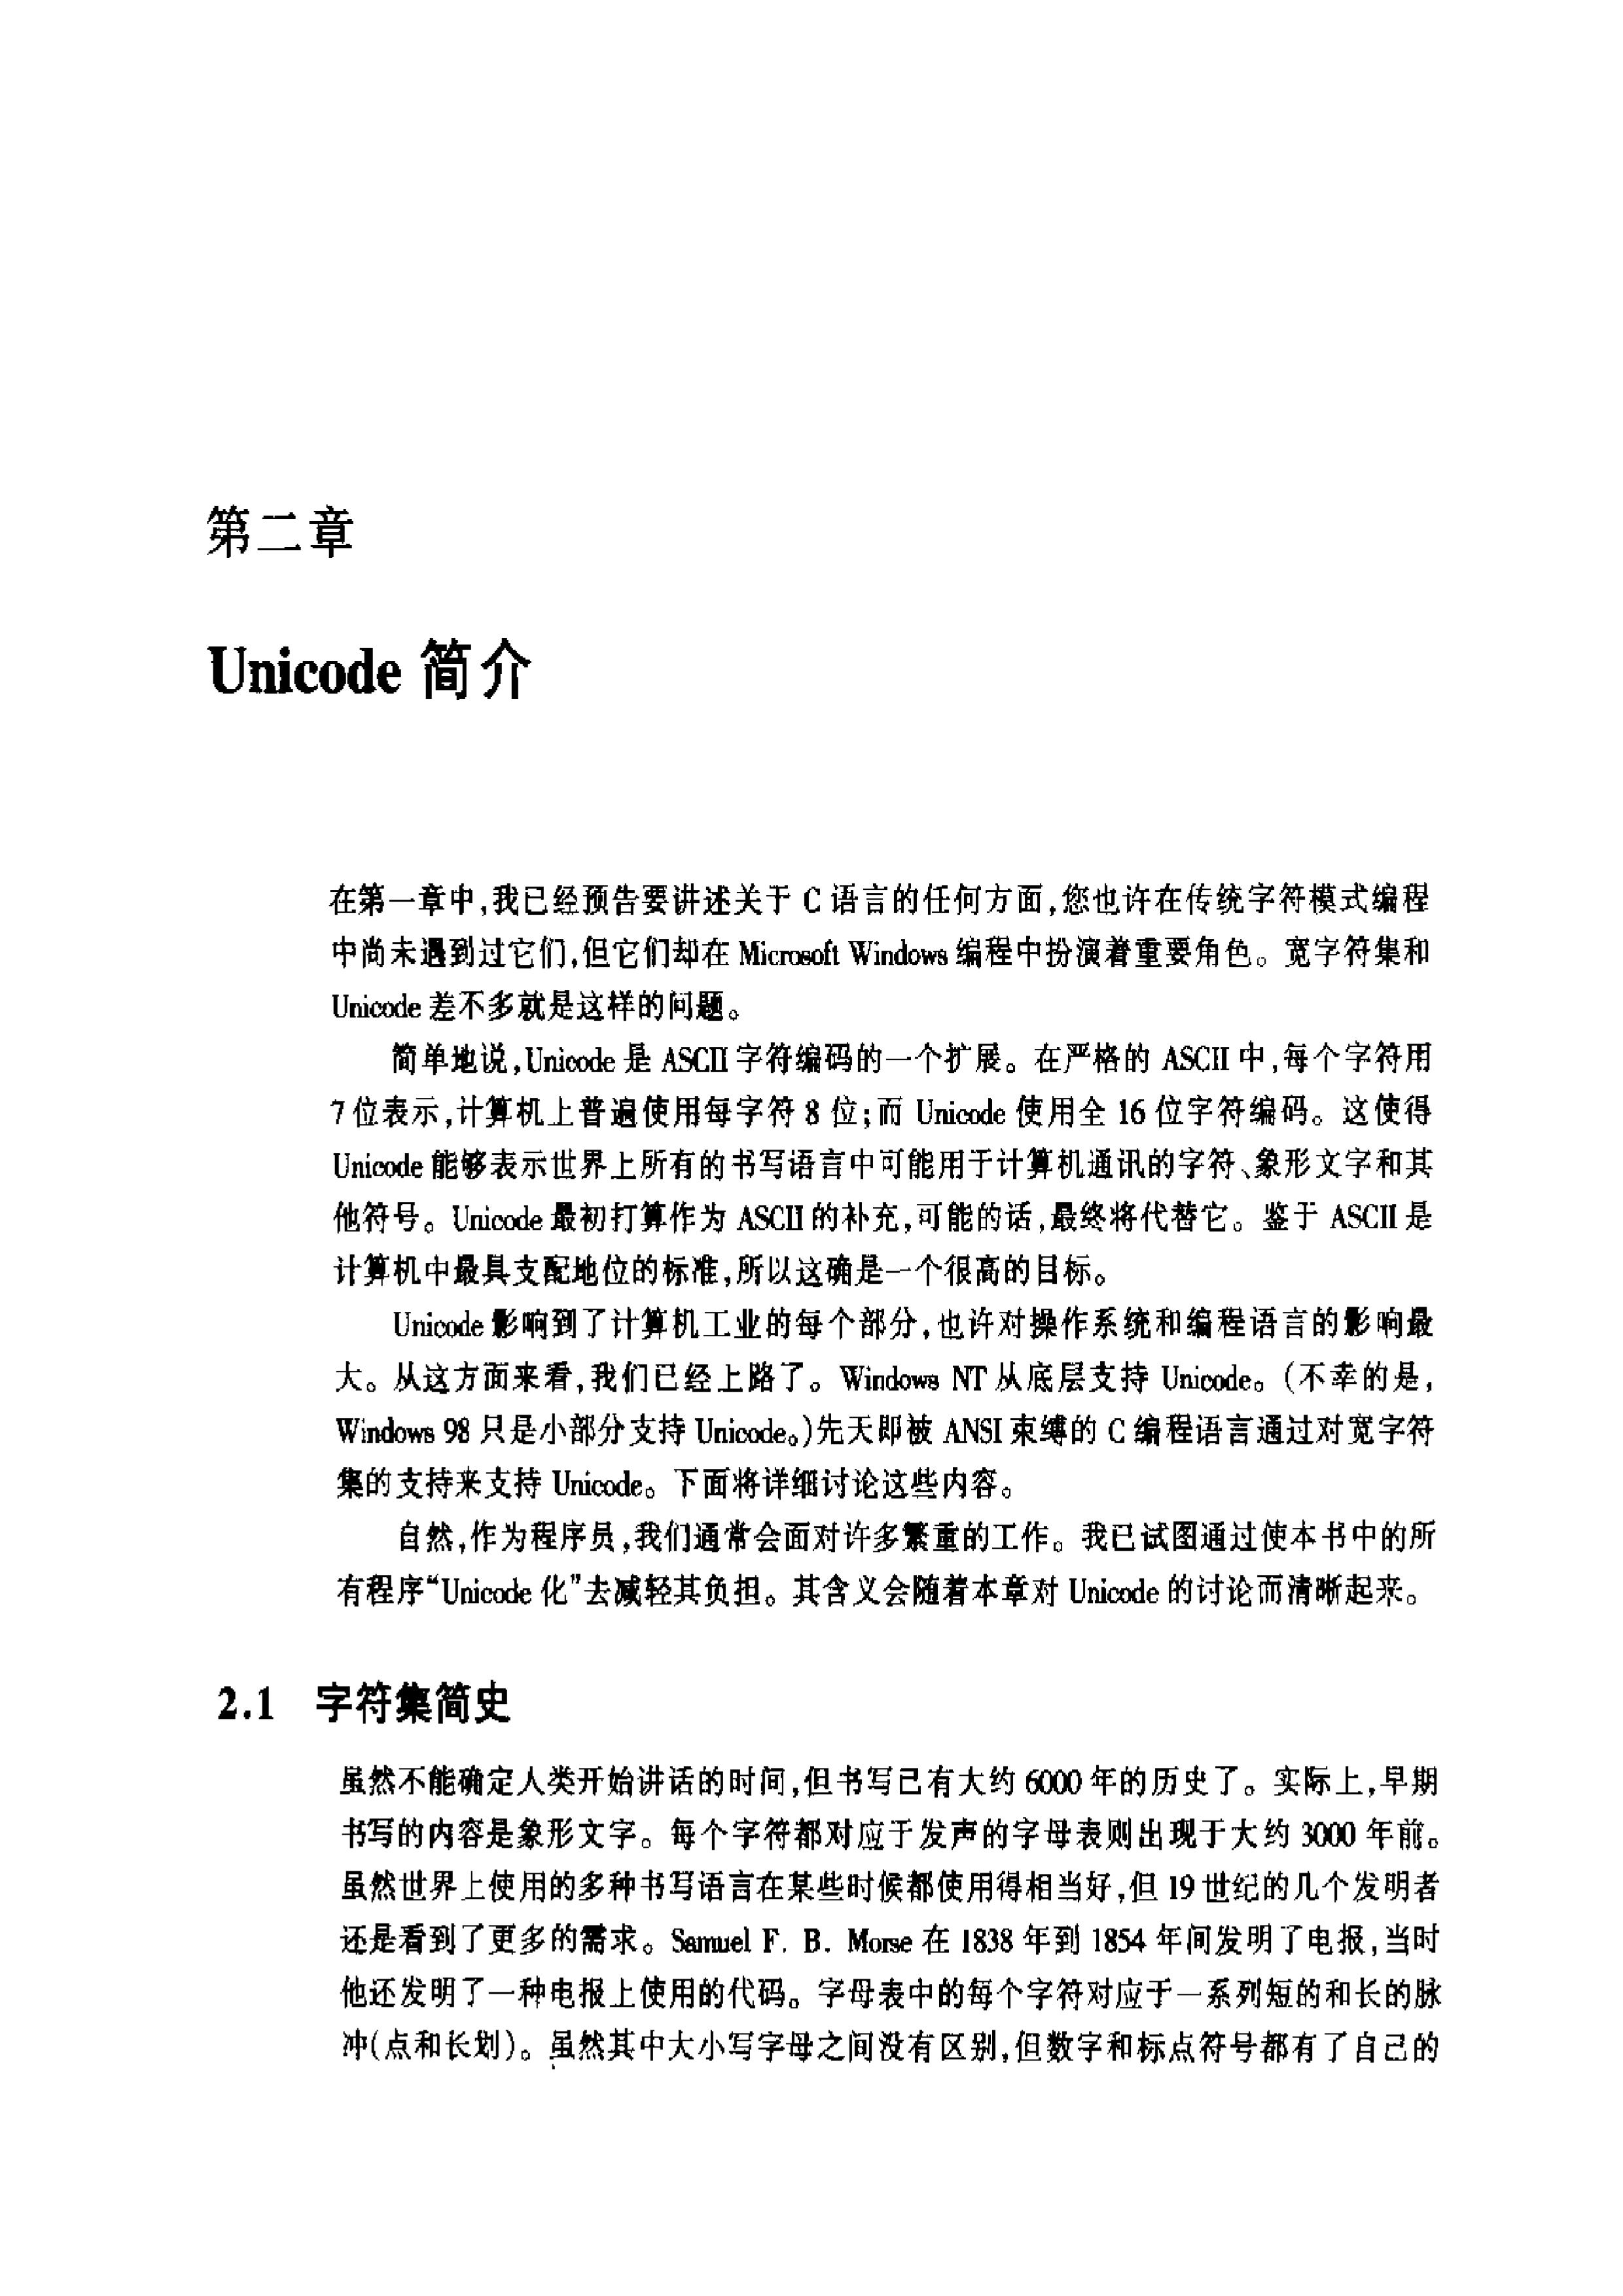 第二章
Unicode 简介
在第一章中,我已经预告要讲述关于 C 语言的任何方面,您也许在传统字符模式编程
中尚未遇到过它们,但它们却在 Microsoft Windows 编程中扮演着重要角色。宽字符集和
Unicode 差不多就是这样的问题。
简单地说,Unicode 是 ASCII 字符编码的一个扩展。在严格的 ASCII 中,每个字符用
7 位表示,计算机上普遍使用每字符 8 位;而 Unicode 使用全 16 位字符编码。这使得
Unicode 能够表示世界上所有的书写语言中可能用于计算机通讯的字符、象形文字和其
他符号。Unicode 最初打算作为 ASCII 的补充,可能的话,最终将代替它。鉴于 ASCII 是
计算机中最具支配地位的标准,所以这确是一个很高的目标。
Unicode 影响到了计算机工业的每个部分,也许对操作系统和编程语言的影响最
大。从这方面来看,我们已经上路了。Windows NT 从底层支持 Unicode。(不幸的是,
Windows 98 只是小部分支持 Unicode。)先天即被 ANSI 束缚的 C 编程语言通过对宽字符
集的支持来支持 Unicode。下面将详细讨论这些内容。
自然,作为程序员,我们通常会面对许多繁重的工作。我已试图通过使本书中的所
有程序“Unicode 化”去减轻其负担。其含义会随着本章对 Unicode 的讨论而清晰起来。
2.1 字符集简史
虽然不能确定人类开始讲话的时间,但书写已有大约 6000 年的历史了。实际上,早期
书写的内容是象形文字。每个字符都对应于发声的字母表则出现于大约 3000 年前。
虽然世界上使用的多种书写语言在某些时候都使用得相当好,但 19 世纪的几个发明者
还是看到了更多的需求。Samuel F. B. Morse 在 1838 年到 1854 年间发明了电报,当时
他还发明了一种电报上使用的代码。字母表中的每个字符对应于一系列短的和长的脉
冲(点和长划)。虽然其中大小写字母之间没有区别,但数字和标点符号都有了自己的